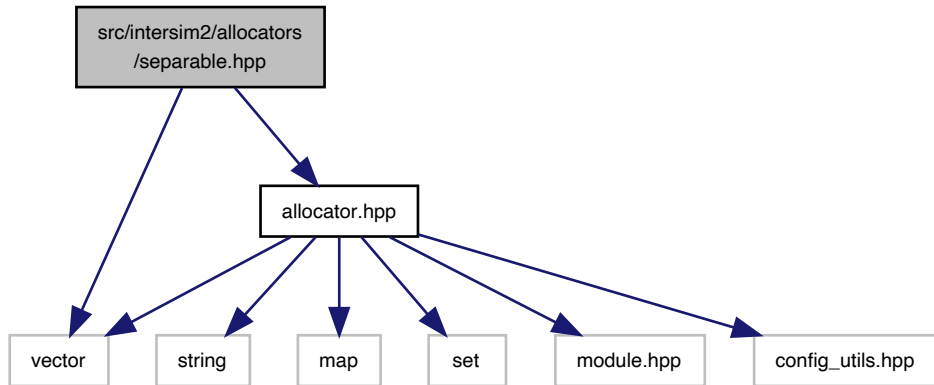 src/intersim2/allocators
/separable.hpp
allocator.hpp
vector
string
map
set
module.hpp
config_utils.hpp